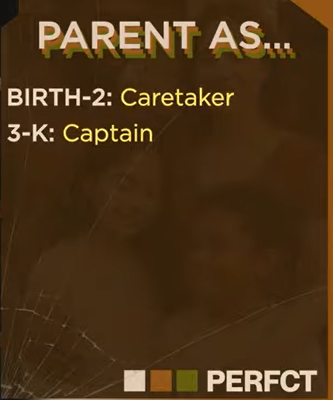 PARENT AS...
BIRTH-2: Caretaker
3-K: Captain
PERFCT